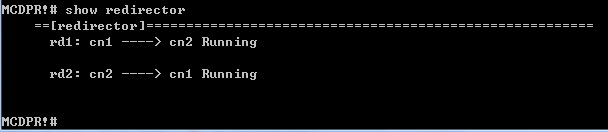 MCDPR!# show redirector
==[redirector]=========================================================
rd1: cn1 ----> cn2 Running
rd2: cn2 ----> cn1 Running
MCDPR!#